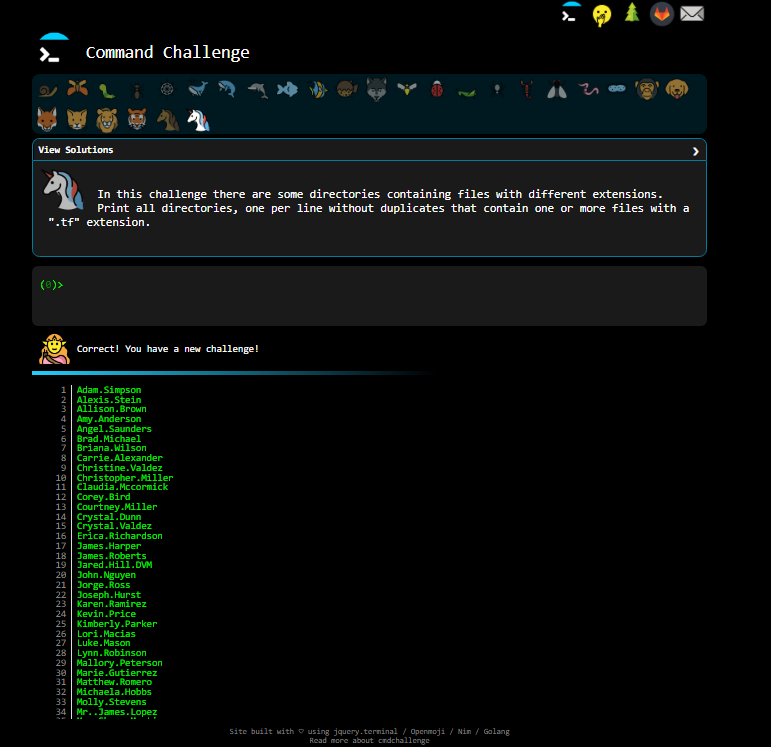 Command Challenge
View Solutions
In this challenge there are some directories containing files with different extensions.
Print all directories, one per line without duplicates that contain one or more files with a
".tf" extension.
(0)>
Correct! You have a new challenge!
1 Adam.Simpson
2 Alexis.Stein
3 Allison.Brown
4 Amy.Anderson
5 Angel.Saunders
6 Brad.Michael
7 Briana.Wilson
8 Carrie.Alexander
9 Christine.Valdez
10 Christopher.Miller
11 Claudia.Mccormick
12 Corey.Bird
13 Courtney.Miller
14 Crystal.Dunn
15 Crystal.Valdez
16 Erica.Richardson
17 James.Harper
18 James.Roberts
19 Jared.Hill.DVM
20 John.Nguyen
21 Jorge.Ross
22 Joseph.Hurst
23 Karen.Ramirez
24 Kevin.Price
25 Kimberly.Parker
26 Lori.Macias
27 Luke.Mason
28 Lynn.Robinson
29 Mallory.Peterson
30 Marie.Gutierrez
31 Matthew.Romero
32 Michaela.Hobbs
33 Molly.Stevens
34 Mr..James.Lopez
Site built with ♡ using jquery.terminal / Openmoji / Nim / Golang
Read more about cmdchallenge